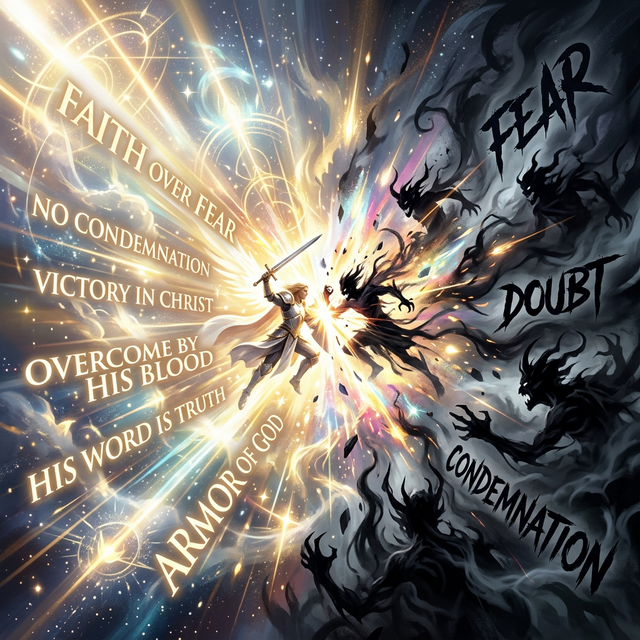 FAITH OVER FEAR
NO CONDEMNATION
VICTORY IN CHRIST
OVERCOME BY
HIS BLOOD
HIS WORD IS TRUTH
ARMOR OF GOD
FEAR
DOUBT
CONDEMNATION